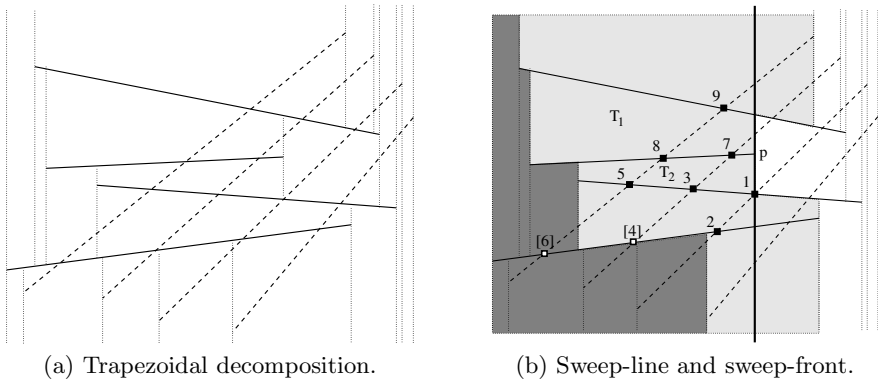 9
T1
8
7
p
T2
5
3
1
2
[6]
[4]
(a) Trapezoidal decomposition.
(b) Sweep-line and sweep-front.